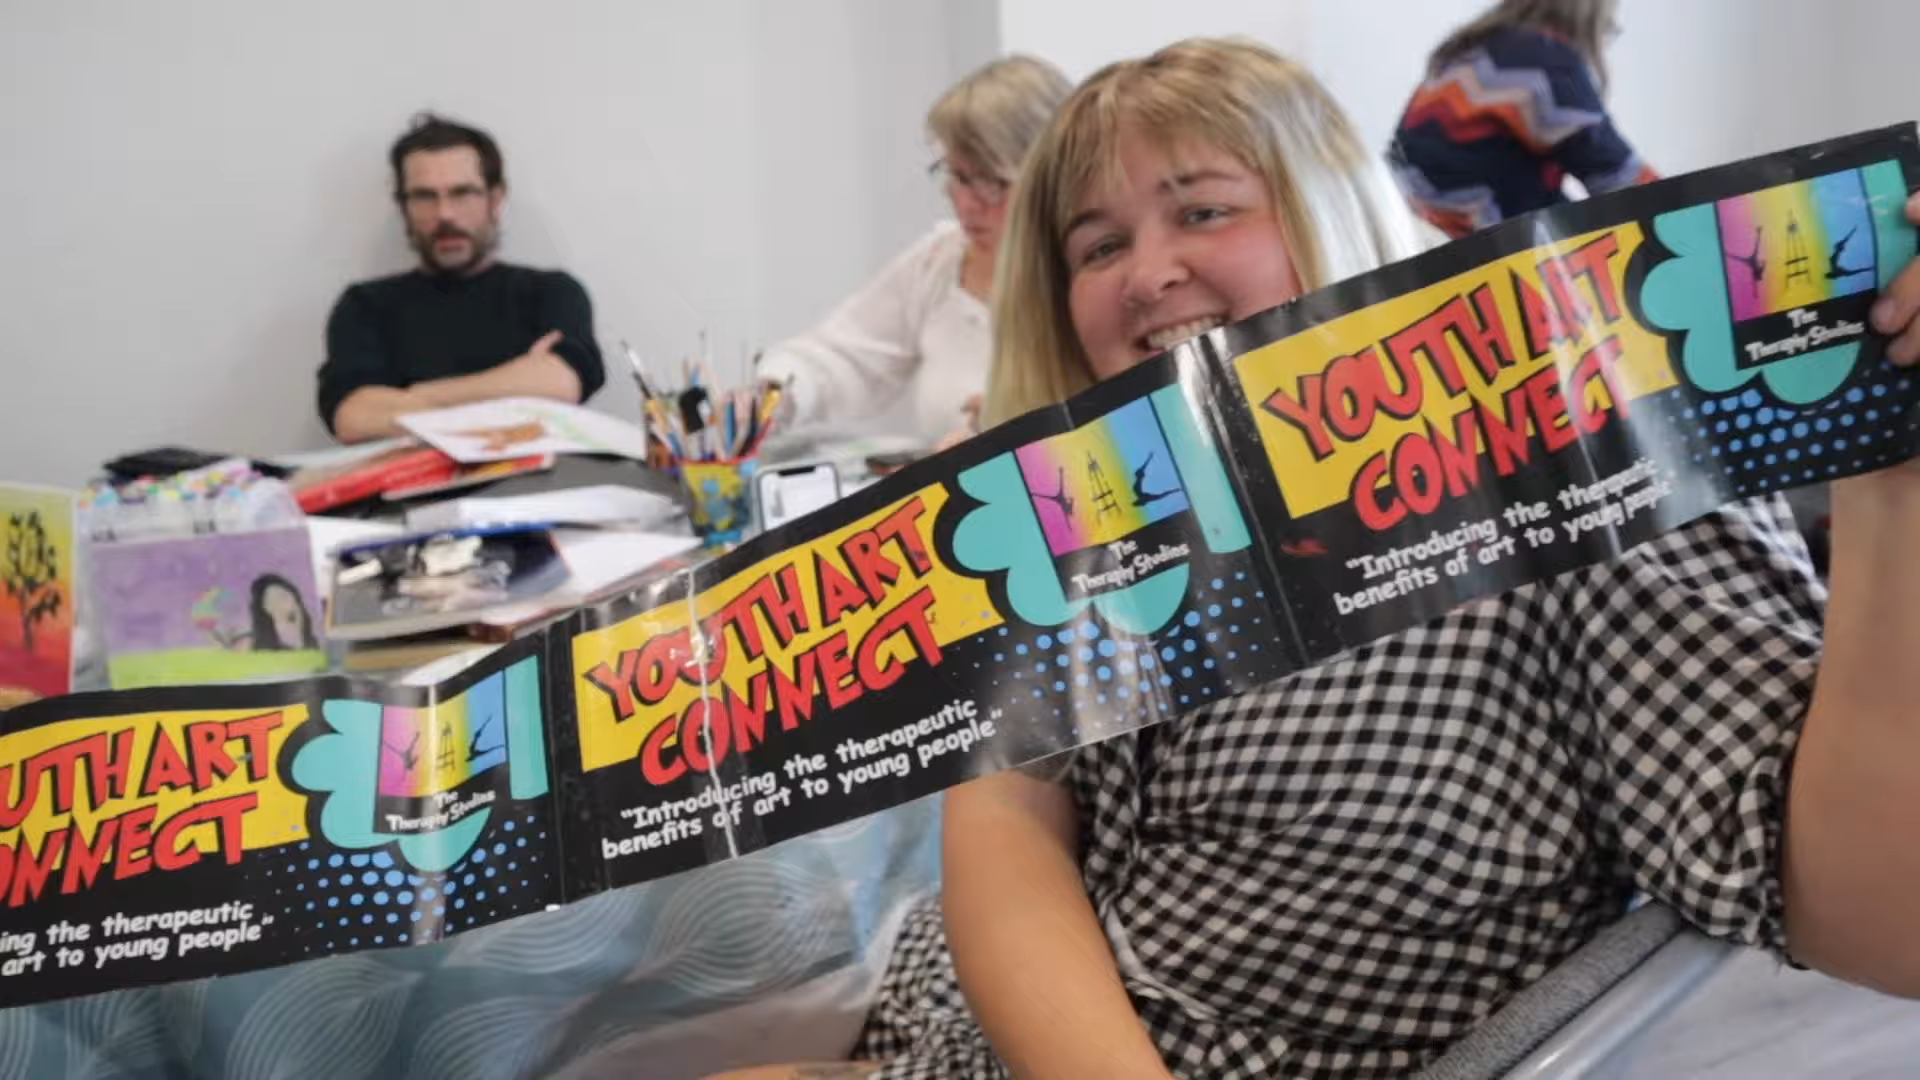 UTH ART
ONNECT
ing the therapeutic
art to young people"
The
Therapy Studios
YOUTH ART
CONNECT
"Introducing the therapeutic
benefits of art to young people"
The
Therapy Studios
YOUTH ART
CONNECT
"Introducing the therapeutic
benefits of art to young people"
The
Therapy Studios